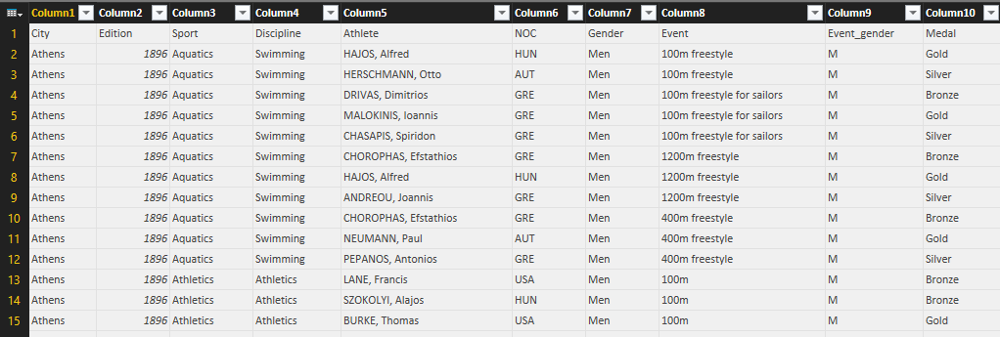 Column1 Column2 Column3 Column4 Column5 Column6 Column7 Column8 Column9 Column10
1 City Edition Sport Discipline Athlete NOC Gender Event Event_gender Medal
2 Athens 1896 Aquatics Swimming HAJOS, Alfred HUN Men 100m freestyle M Gold
3 Athens 1896 Aquatics Swimming HERSCHMANN, Otto AUT Men 100m freestyle M Silver
4 Athens 1896 Aquatics Swimming DRIVAS, Dimitrios GRE Men 100m freestyle for sailors M Bronze
5 Athens 1896 Aquatics Swimming MALOKINIS, Ioannis GRE Men 100m freestyle for sailors M Gold
6 Athens 1896 Aquatics Swimming CHASAPIS, Spiridon GRE Men 100m freestyle for sailors M Silver
7 Athens 1896 Aquatics Swimming CHOROPHAS, Efstathios GRE Men 1200m freestyle M Bronze
8 Athens 1896 Aquatics Swimming HAJOS, Alfred HUN Men 1200m freestyle M Gold
9 Athens 1896 Aquatics Swimming ANDREOU, Joannis GRE Men 1200m freestyle M Silver
10 Athens 1896 Aquatics Swimming CHOROPHAS, Efstathios GRE Men 400m freestyle M Bronze
11 Athens 1896 Aquatics Swimming NEUMANN, Paul AUT Men 400m freestyle M Gold
12 Athens 1896 Aquatics Swimming PEPANOS, Antonios GRE Men 400m freestyle M Silver
13 Athens 1896 Athletics Athletics LANE, Francis USA Men 100m M Bronze
14 Athens 1896 Athletics Athletics SZOKOLYI, Alajos HUN Men 100m M Bronze
15 Athens 1896 Athletics Athletics BURKE, Thomas USA Men 100m M Gold